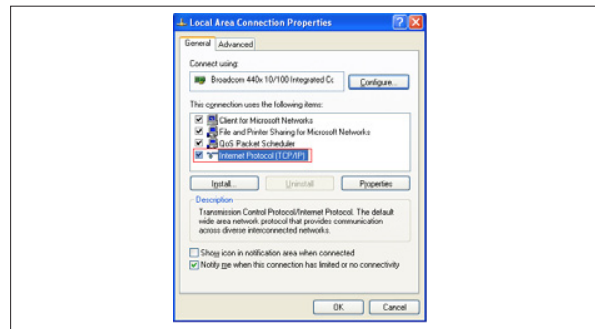 Local Area Connection Properties
General Advanced
Connect using:
Broadcom 440x 10/100 Integrated Cc
Configure...
This connection uses the following items:
Client for Microsoft Networks
File and Printer Sharing for Microsoft Networks
QoS Packet Scheduler
Internet Protocol (TCP/IP)
Install... Uninstall Properties
Description
Transmission Control Protocol/Internet Protocol. The default
wide area network protocol that provides communication
across diverse interconnected networks.
Show icon in notification area when connected
Notify me when this connection has limited or no connectivity
OK Cancel